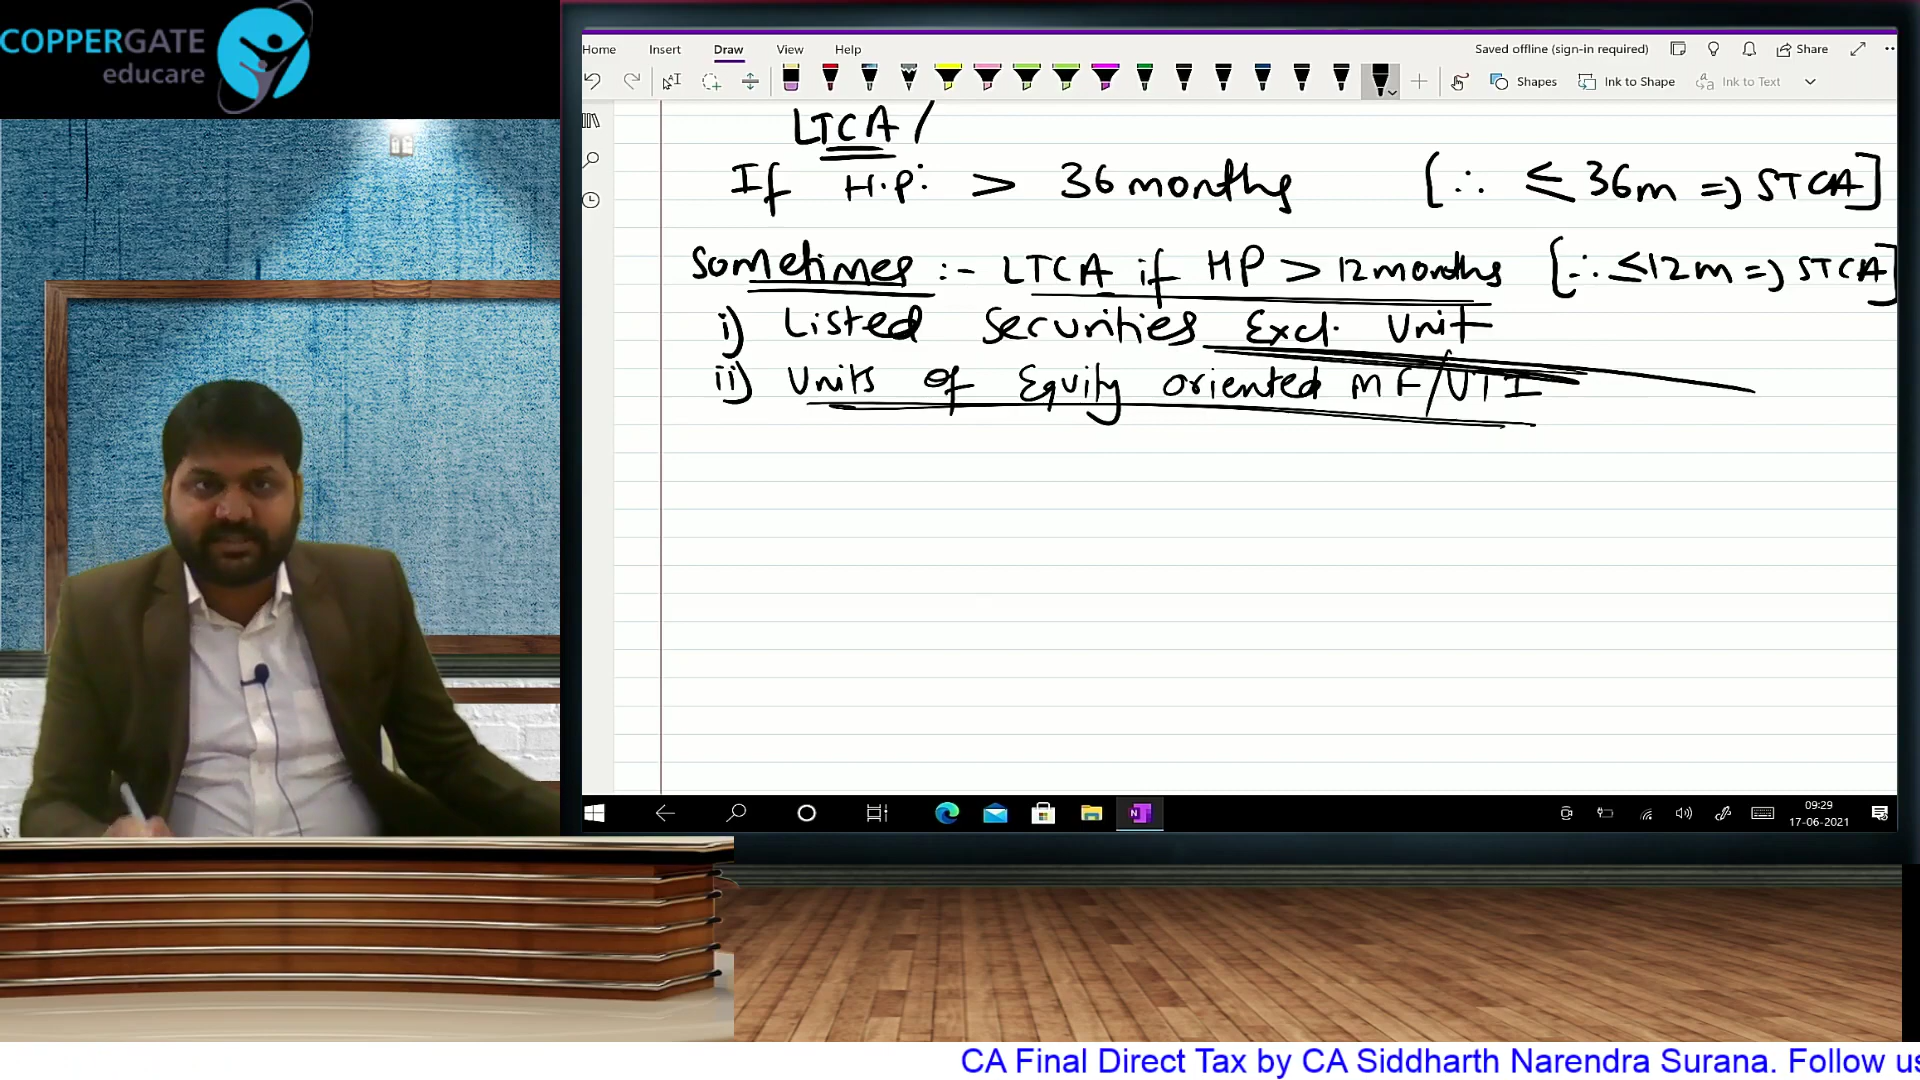 COPPERGATE
educare
Home Insert Draw View Help Saved offline (sign-in required) Share
Shapes Ink to Shape Ink to Text
LTCA /
If H.P: > 36 months [∴ ≤ 36m => STCA]
Sometimes :- LTCA if HP > 12 months [∴ ≤ 12m => STCA]
i) Listed Securities Excl. Unit
ii) Units of Equity oriented MF/UTI
09:29
17-06-2021
CA Final Direct Tax by CA Siddharth Narendra Surana. Follow us